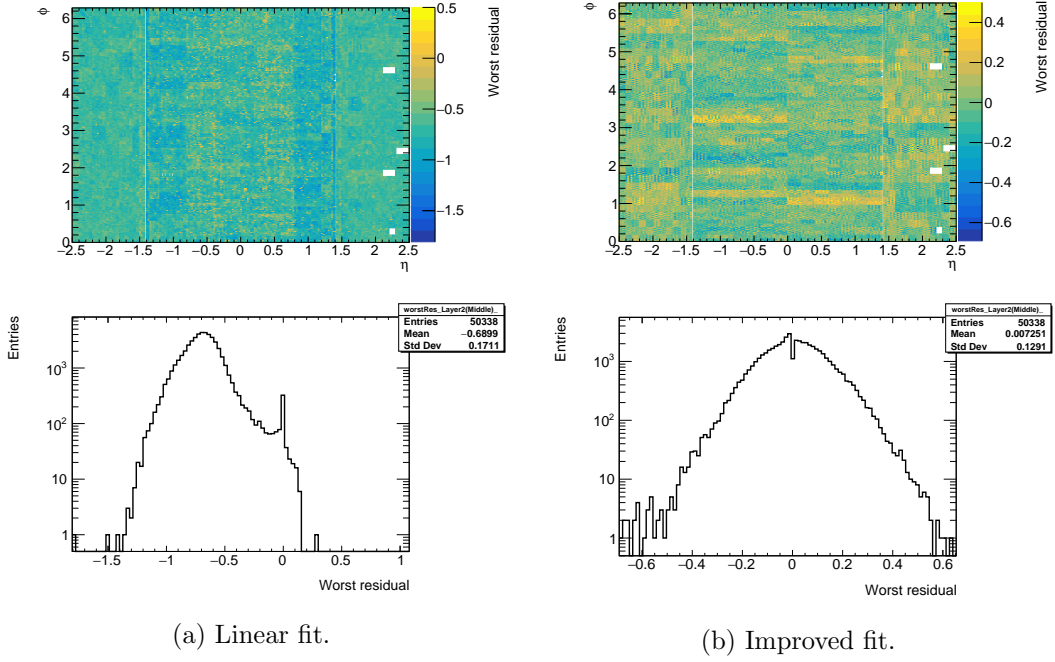 ϕ
6
5
4
3
2
1
0
−2.5 −2 −1.5 −1 −0.5 0 0.5 1 1.5 2 2.5
η
0.5
0
−0.5
−1
−1.5
Worst residual
ϕ
6
5
4
3
2
1
0
−2.5 −2 −1.5 −1 −0.5 0 0.5 1 1.5 2 2.5
η
0.4
0.2
0
−0.2
−0.4
−0.6
Worst residual
worstRes_Layer2(Middle)_
Entries 50338
Mean −0.6899
Std Dev 0.1711
Entries
10³
10²
10
1
−1.5 −1 −0.5 0 0.5 1
Worst residual
worstRes_Layer2(Middle)_
Entries 50338
Mean 0.007251
Std Dev 0.1291
Entries
10³
10²
10
1
−0.6 −0.4 −0.2 0 0.2 0.4 0.6
Worst residual
(a) Linear fit.
(b) Improved fit.